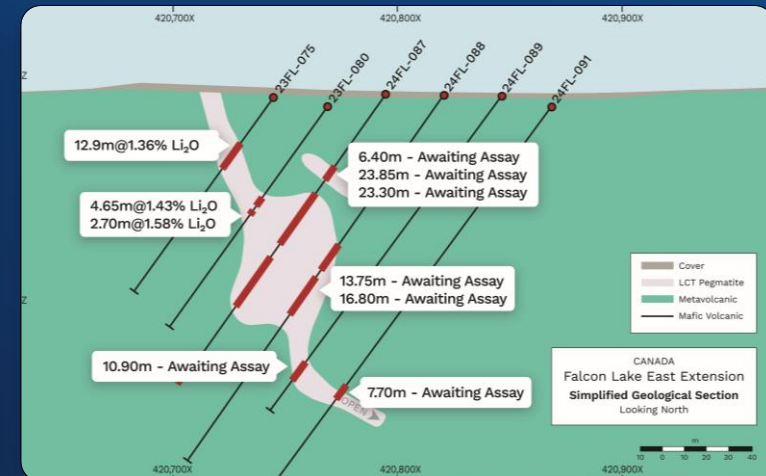 420,700X
420,800X
420,900X
23FL-075
23FL-080
24FL-087
24FL-088
24FL-089
24FL-091
Z
12.9m@1.36% Li₂O
6.40m - Awaiting Assay
23.85m - Awaiting Assay
23.30m - Awaiting Assay
4.65m@1.43% Li₂O
2.70m@1.58% Li₂O
13.75m - Awaiting Assay
16.80m - Awaiting Assay
Z
10.90m - Awaiting Assay
7.70m - Awaiting Assay
OPEN
Cover
LCT Pegmatite
Metavolcanic
Mafic Volcanic
CANADA
Falcon Lake East Extension
Simplified Geological Section
Looking North
m
10 0 10 20 30 40
420,700X
420,800X
420,900X